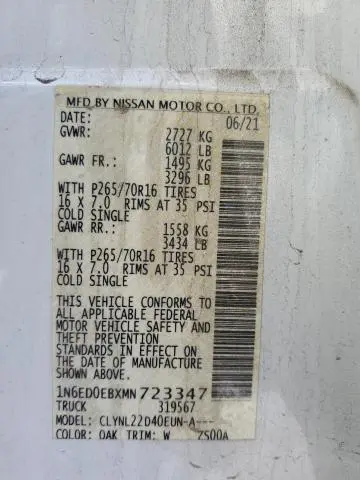 MFD BY NISSAN MOTOR CO., LTD.
DATE: 06/21
GVWR: 2727 KG
6012 LB
GAWR FR.: 1495 KG
3296 LB
WITH P265/70R16 TIRES
16 X 7.0 RIMS AT 35 PSI
COLD SINGLE
GAWR RR.: 1558 KG
3434 LB
WITH P265/70R16 TIRES
16 X 7.0 RIMS AT 35 PSI
COLD SINGLE
THIS VEHICLE CONFORMS TO
ALL APPLICABLE FEDERAL
MOTOR VEHICLE SAFETY AND
THEFT PREVENTION
STANDARDS IN EFFECT ON
THE DATE OF MANUFACTURE
SHOWN ABOVE
1N6ED0EBXMN723347
TRUCK 319567
MODEL: CLYNL22D40EUN-A---
COLOR: QAK TRIM: W 7S00A